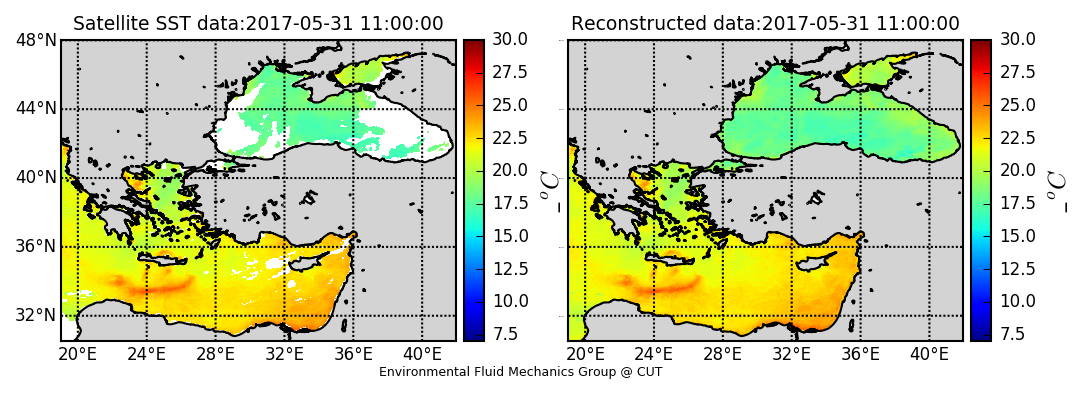 Satellite SST data:2017-05-31 11:00:00
48°N
44°N
40°N
36°N
32°N
20°E 24°E 28°E 32°E 36°E 40°E
30.0
27.5
25.0
22.5
20.0
17.5
15.0
12.5
10.0
7.5
_ °C
Reconstructed data:2017-05-31 11:00:00
20°E 24°E 28°E 32°E 36°E 40°E
30.0
27.5
25.0
22.5
20.0
17.5
15.0
12.5
10.0
7.5
_ °C
Environmental Fluid Mechanics Group @ CUT